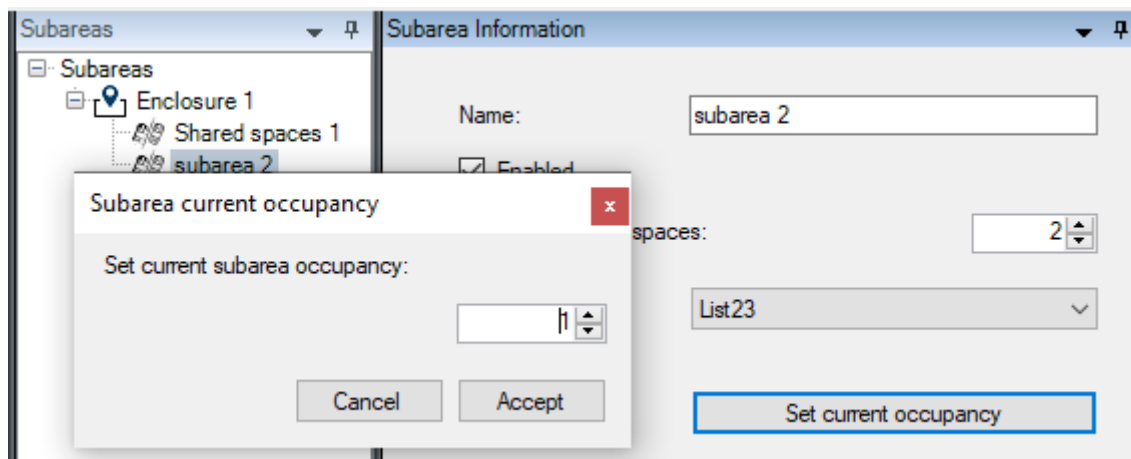 Subareas
Subareas
Enclosure 1
Shared spaces 1
subarea 2
Subarea Information
Name:
subarea 2
Enabled
spaces:
2
List23
Set current occupancy
Subarea current occupancy
x
Set current subarea occupancy:
1
Cancel
Accept